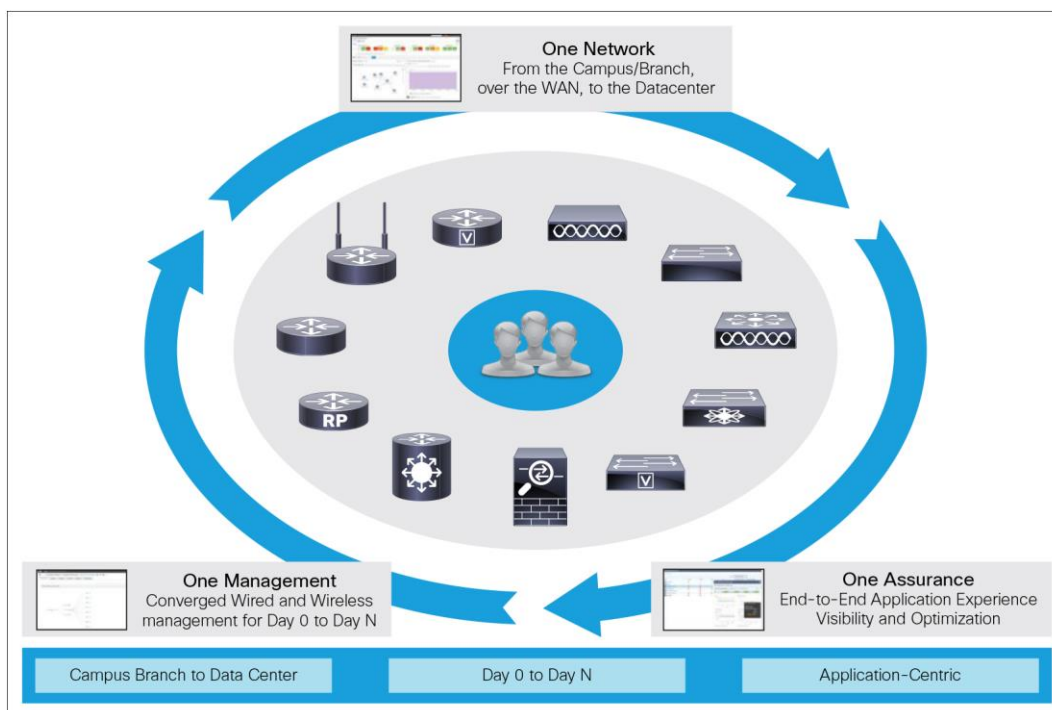 One Network
From the Campus/Branch,
over the WAN, to the Datacenter
V
RP
V
One Management
Converged Wired and Wireless
management for Day 0 to Day N
One Assurance
End-to-End Application Experience
Visibility and Optimization
Campus Branch to Data Center
Day 0 to Day N
Application-Centric